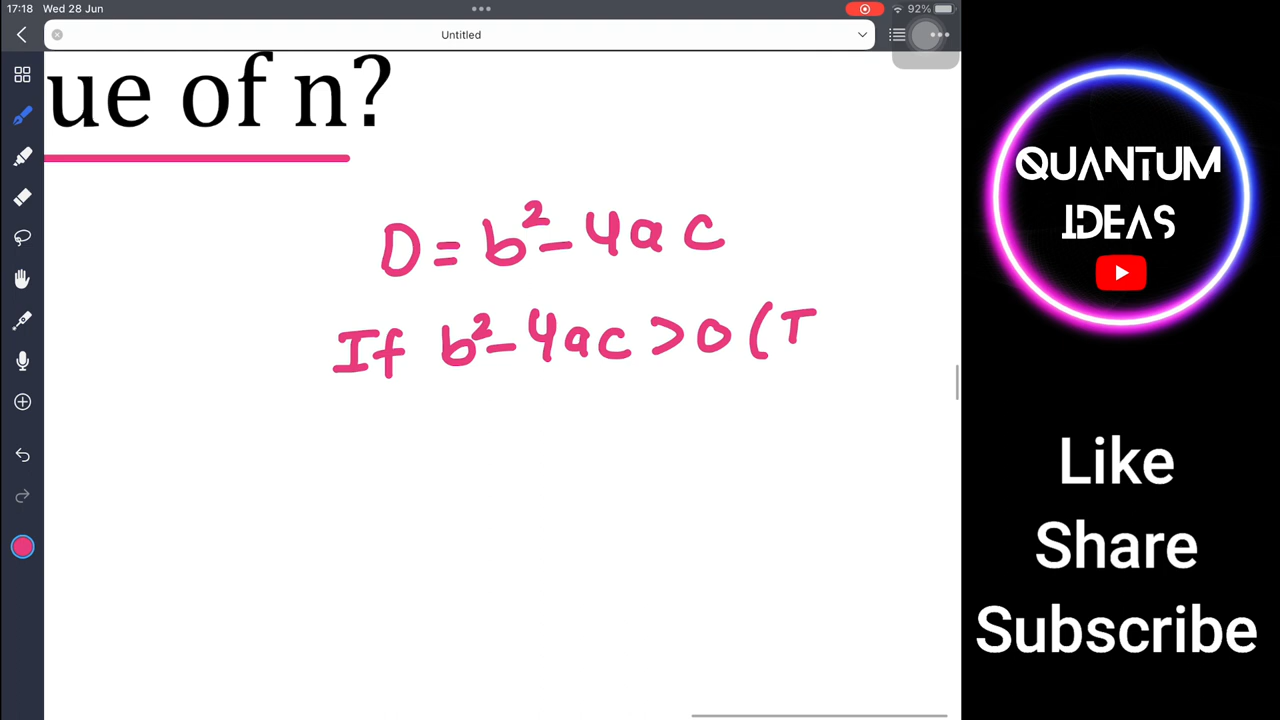 17:18 Wed 28 Jun
92%
Untitled
ue of n?
D = b² - 4ac
If b² - 4ac > 0 (T
QUANTUM
IDEAS
Like
Share
Subscribe